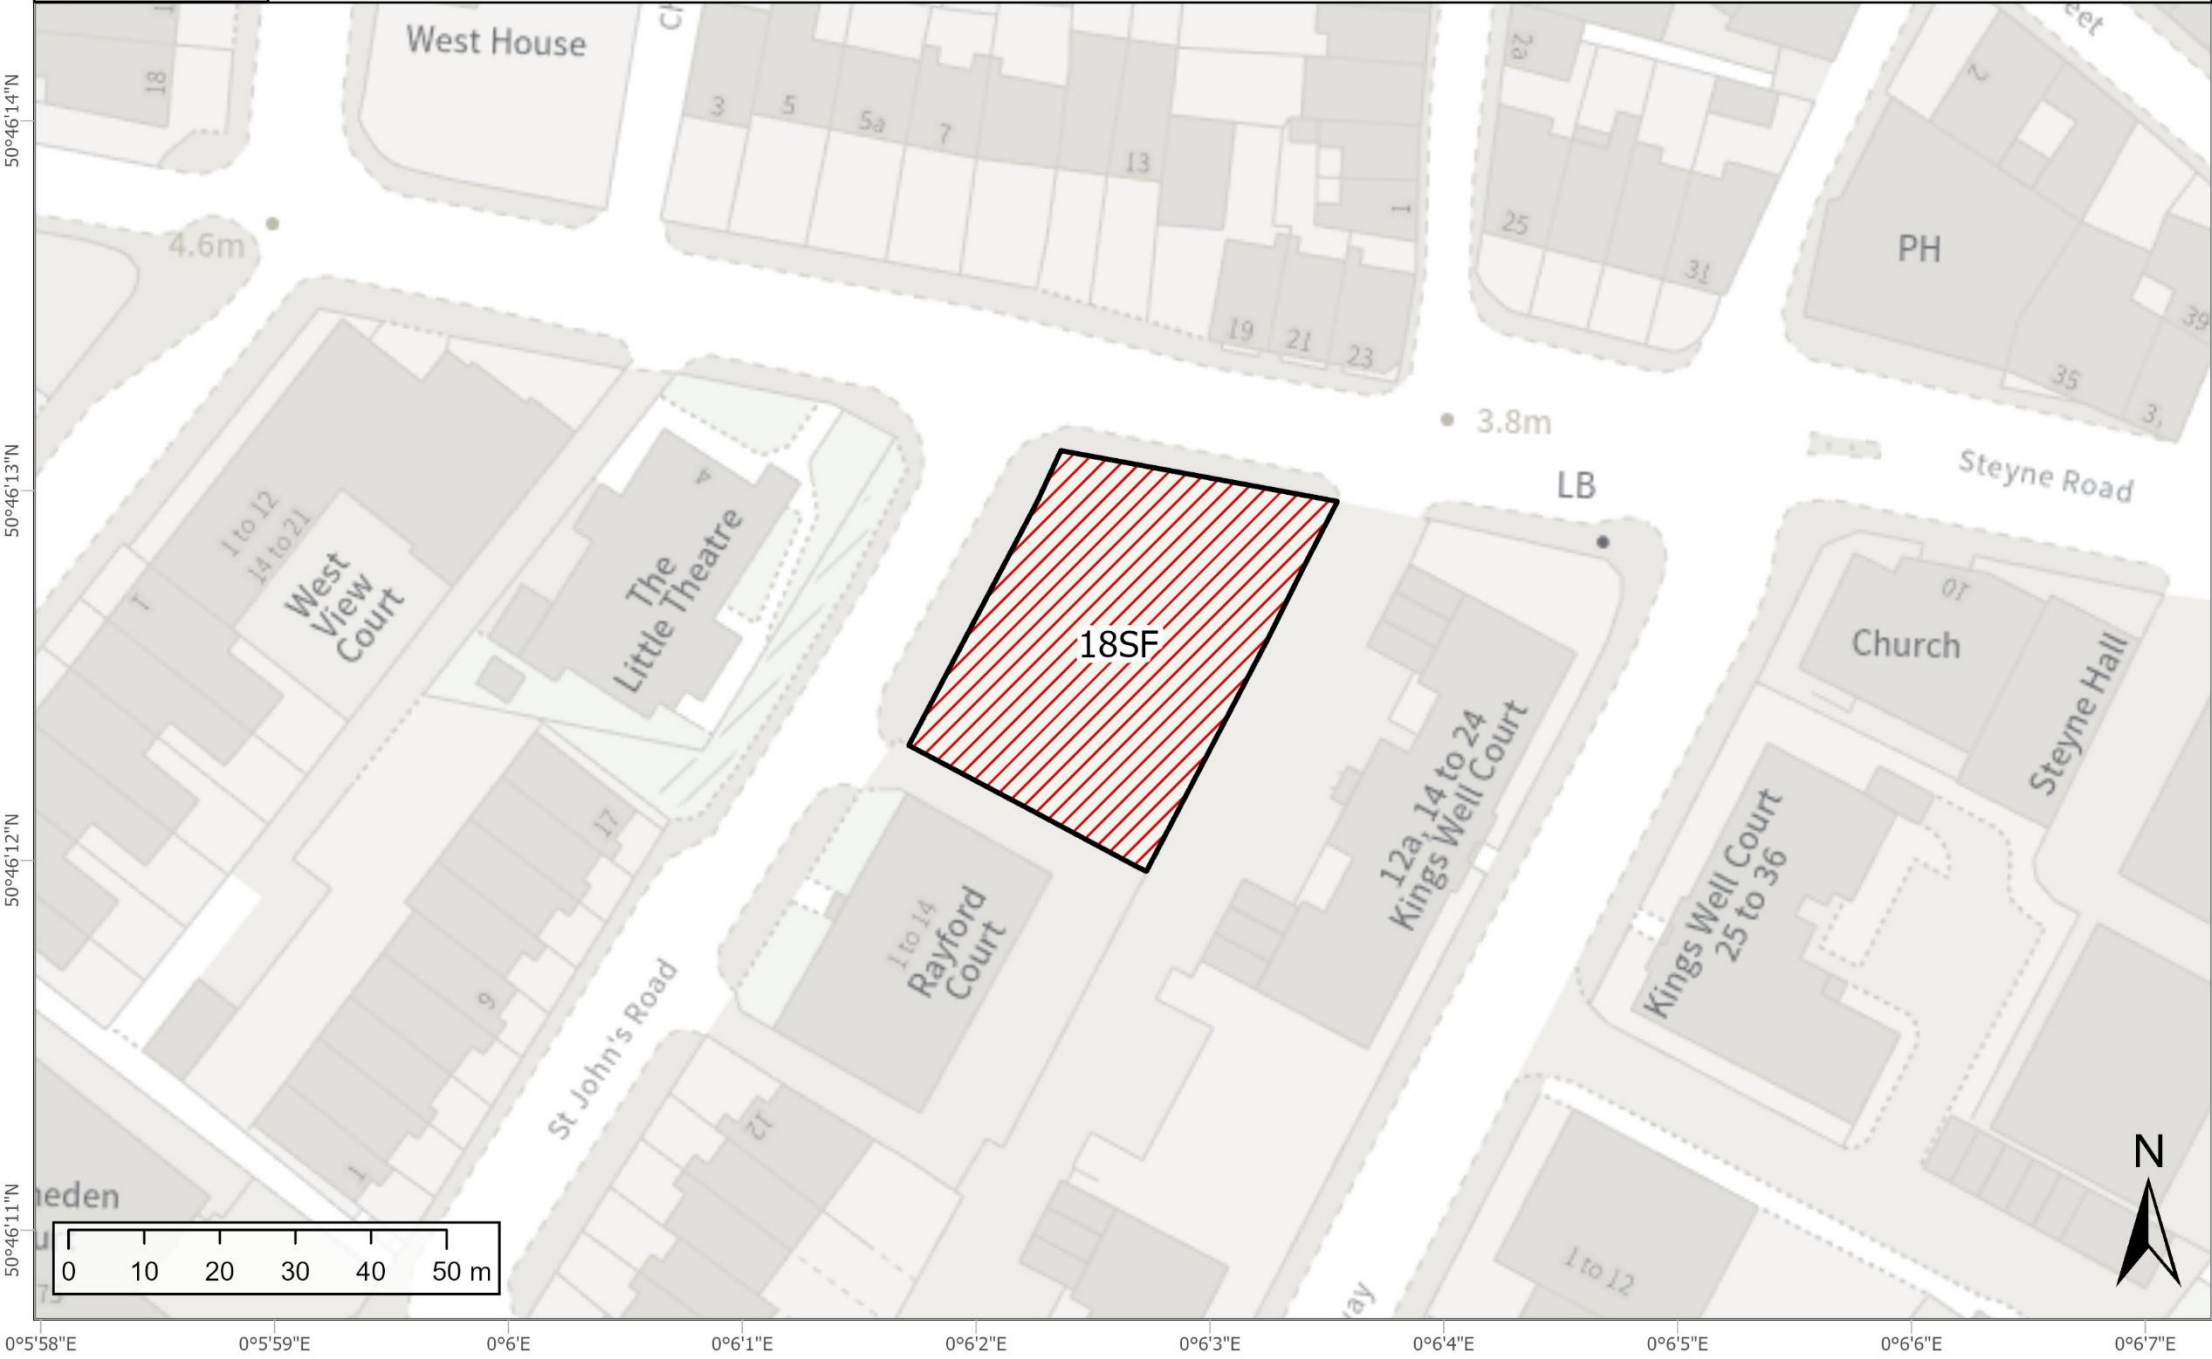 West House
18
3
5
5a
7
13
1
2a
2
25
31
PH
39
4.6m
19
21
23
35
3.8m
LB
Steyne Road
1 to 12
14 to 21
West
View
Court
1
4
The
Little Theatre
18SF
12a, 14 to 24
Kings Well Court
10
Church
Steyne Hall
17
9
1
1 to 14
Rayford
Court
Kings Well Court
25 to 36
St John's Road
12
1 to 12
N
0 10 20 30 40 50 m
50°46'14"N
50°46'13"N
50°46'12"N
50°46'11"N
0°5'58"E 0°5'59"E 0°6'E 0°6'1"E 0°6'2"E 0°6'3"E 0°6'4"E 0°6'5"E 0°6'6"E 0°6'7"E